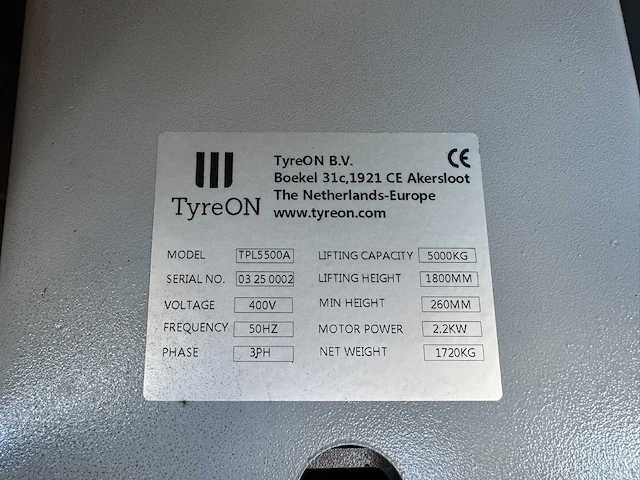 TyreON
TyreON B.V.
Boekel 31c,1921 CE Akersloot
The Netherlands-Europe
www.tyreon.com
CE
MODEL TPL5500A
SERIAL NO. 03 25 0002
VOLTAGE 400V
FREQUENCY 50HZ
PHASE 3PH
LIFTING CAPACITY 5000KG
LIFTING HEIGHT 1800MM
MIN HEIGHT 260MM
MOTOR POWER 2.2KW
NET WEIGHT 1720KG